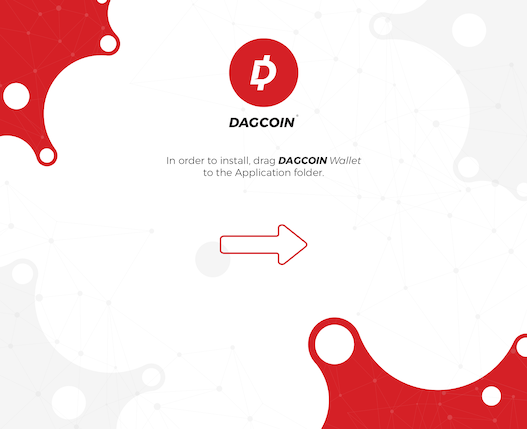 DAGCOIN
In order to install, drag DAGCOIN Wallet
to the Application folder.